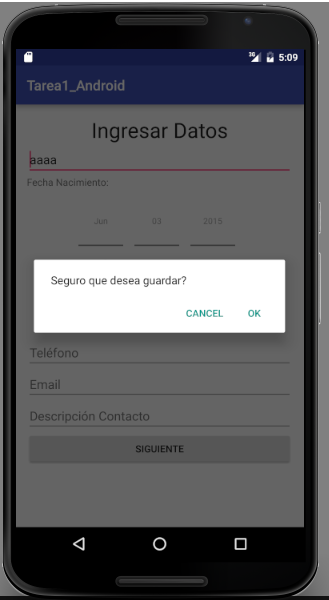 3G 5:09
Tarea1_Android
Ingresar Datos
aaaa
Fecha Nacimiento:
Jun 03 2015
Seguro que desea guardar?
CANCEL OK
Teléfono
Email
Descripción Contacto
SIGUIENTE